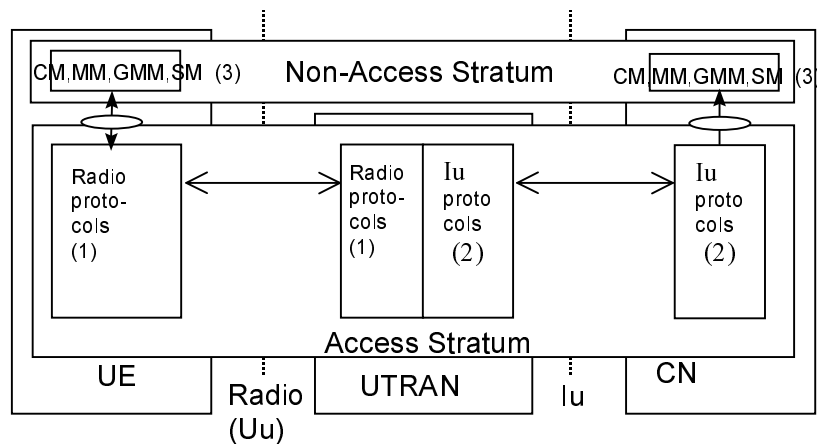 CM,MM,GMM,SM (3)
Non-Access Stratum
CM,MM,GMM,SM (3)
Radio
proto-
cols
(1)
Radio
proto-
cols
(1)
Iu
proto
cols
(2)
Iu
proto
cols
(2)
Access Stratum
UE
Radio
(Uu)
UTRAN
Iu
CN